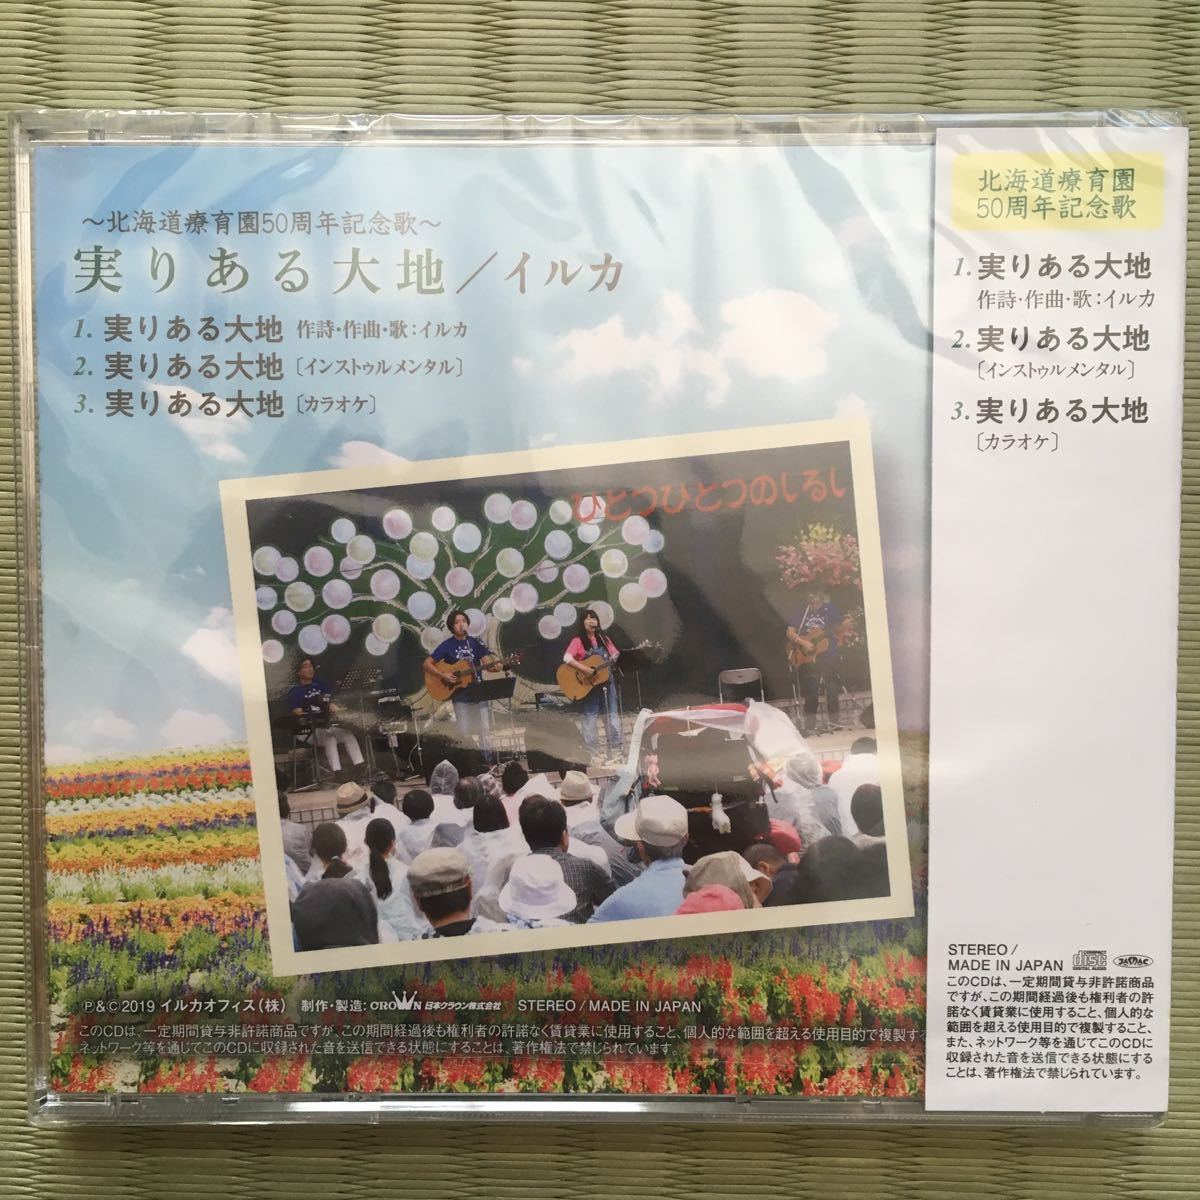 ～北海道療育園50周年記念歌～
実りある大地／イルカ
1. 実りある大地 作詩・作曲・歌:イルカ
2. 実りある大地〔インストゥルメンタル〕
3. 実りある大地〔カラオケ〕
ひとつひとつのしるし
℗&©2019 イルカオフィス(株) 制作・製造: CROWN 日本クラウン株式会社 STEREO/MADE IN JAPAN
このCDは、一定期間貸与非許諾商品ですが、この期間経過後も権利者の許諾なく賃貸業に使用すること、個人的な範囲を超える使用目的で複製する
ネットワーク等を通じてこのCDに収録された音を送信できる状態にすることは、著作権法で禁じられています。
北海道療育園
50周年記念歌
1. 実りある大地
作詩・作曲・歌:イルカ
2. 実りある大地
〔インストゥルメンタル〕
3. 実りある大地
〔カラオケ〕
STEREO/
MADE IN JAPAN
COMPACT
disc
DIGITAL AUDIO
このCDは、一定期間貸与非許諾商品
ですが、この期間経過後も権利者の許
諾なく賃貸業に使用すること、個人的な
範囲を超える使用目的で複製すること、
また、ネットワーク等を通じてこのCDに
収録された音を送信できる状態にする
ことは、著作権法で禁じられています。